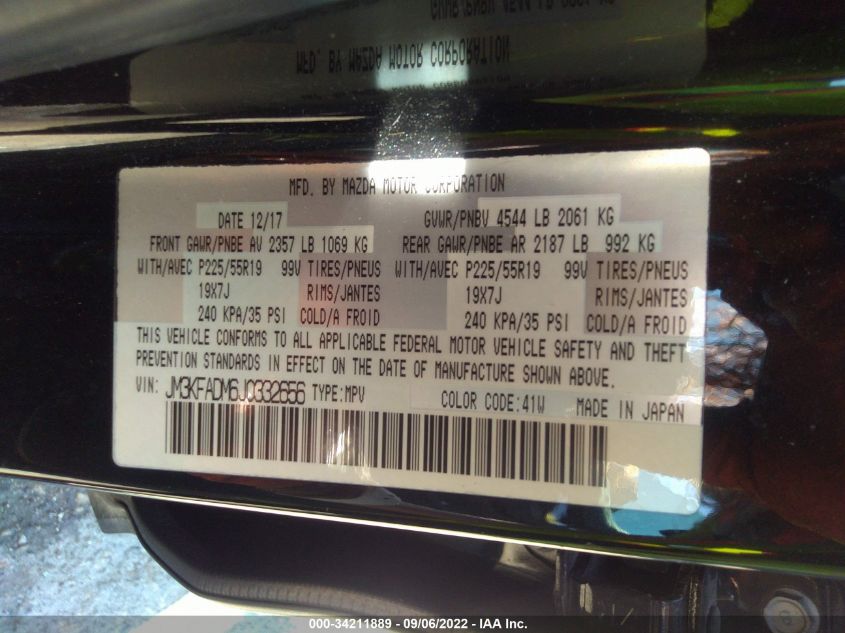 MFD. BY MAZDA MOTOR CORPORATION
DATE 12/17 GVWR/PNBV 4544 LB 2061 KG
FRONT GAWR/PNBE AV 2357 LB 1069 KG REAR GAWR/PNBE AR 2187 LB 992 KG
WITH/AVEC P225/55R19 99V TIRES/PNEUS WITH/AVEC P225/55R19 99V TIRES/PNEUS
19X7J RIMS/JANTES 19X7J RIMS/JANTES
240 KPA/35 PSI COLD/A FROID 240 KPA/35 PSI COLD/A FROID
THIS VEHICLE CONFORMS TO ALL APPLICABLE FEDERAL MOTOR VEHICLE SAFETY AND THEFT
PREVENTION STANDARDS IN EFFECT ON THE DATE OF MANUFACTURE SHOWN ABOVE.
VIN: JM3KFADM6J0332656 TYPE:MPV COLOR CODE:41W MADE IN JAPAN
000-34211889 - 09/06/2022 - IAA Inc.